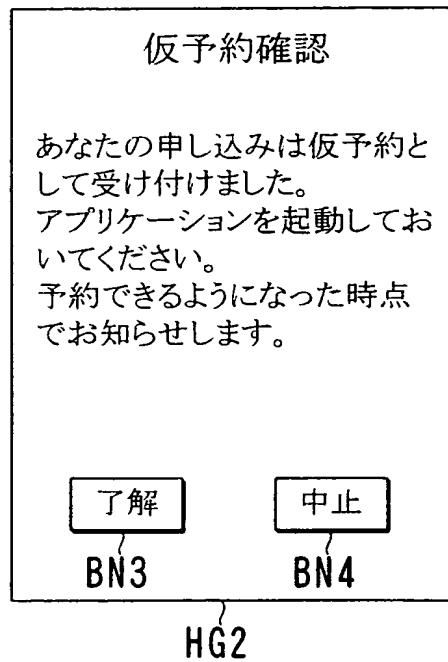 仮予約確認
あなたの申し込みは仮予約と
して受け付けました。
アプリケーションを起動してお
いてください。
予約できるようになった時点
でお知らせします。
了解 中止
BN3 BN4
HG2